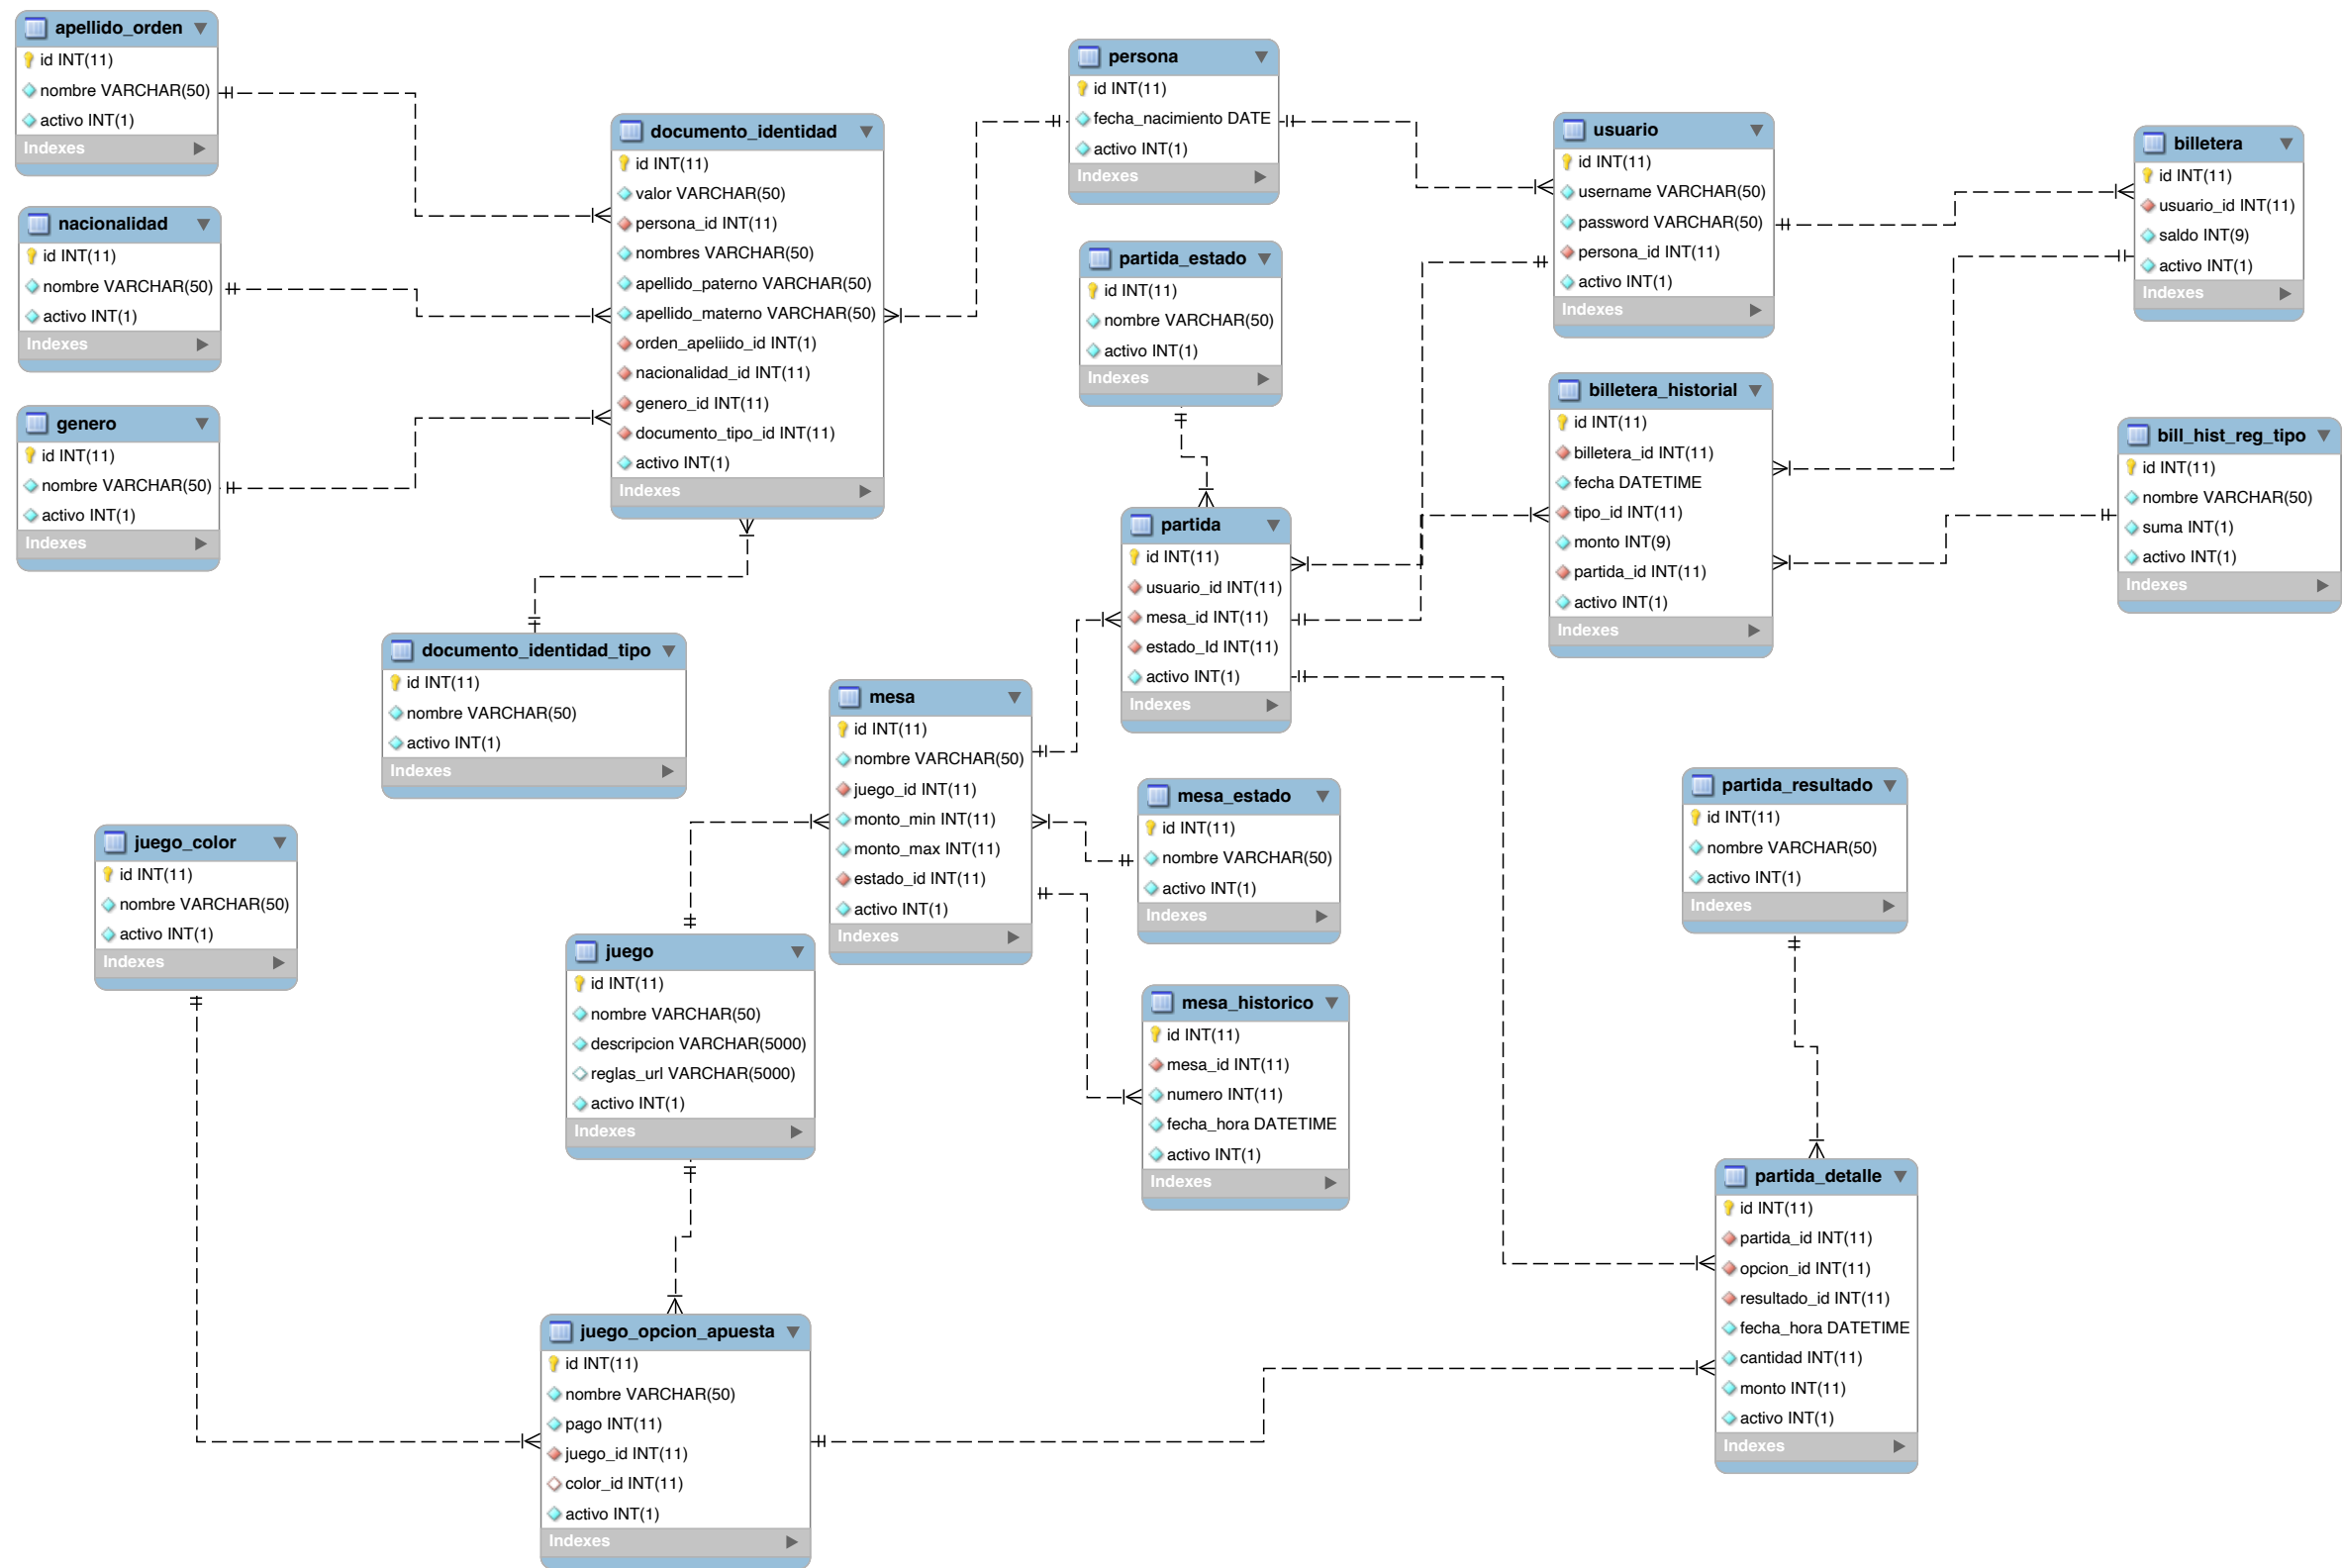 apellido_orden
id INT(11)
nombre VARCHAR(50)
activo INT(1)
Indexes
nacionalidad
id INT(11)
nombre VARCHAR(50)
activo INT(1)
Indexes
genero
id INT(11)
nombre VARCHAR(50)
activo INT(1)
Indexes
documento_identidad
id INT(11)
valor VARCHAR(50)
persona_id INT(11)
nombres VARCHAR(50)
apellido_paterno VARCHAR(50)
apellido_materno VARCHAR(50)
orden_apeliido_id INT(1)
nacionalidad_id INT(11)
genero_id INT(11)
documento_tipo_id INT(11)
activo INT(1)
Indexes
persona
id INT(11)
fecha_nacimiento DATE
activo INT(1)
Indexes
usuario
id INT(11)
username VARCHAR(50)
password VARCHAR(50)
persona_id INT(11)
activo INT(1)
Indexes
billetera
id INT(11)
usuario_id INT(11)
saldo INT(9)
activo INT(1)
Indexes
partida_estado
id INT(11)
nombre VARCHAR(50)
activo INT(1)
Indexes
billetera_historial
id INT(11)
billetera_id INT(11)
fecha DATETIME
tipo_id INT(11)
monto INT(9)
partida_id INT(11)
activo INT(1)
Indexes
bill_hist_reg_tipo
id INT(11)
nombre VARCHAR(50)
suma INT(1)
activo INT(1)
Indexes
partida
id INT(11)
usuario_id INT(11)
mesa_id INT(11)
estado_Id INT(11)
activo INT(1)
Indexes
documento_identidad_tipo
id INT(11)
nombre VARCHAR(50)
activo INT(1)
Indexes
mesa
id INT(11)
nombre VARCHAR(50)
juego_id INT(11)
monto_min INT(11)
monto_max INT(11)
estado_id INT(11)
activo INT(1)
Indexes
mesa_estado
id INT(11)
nombre VARCHAR(50)
activo INT(1)
Indexes
partida_resultado
id INT(11)
nombre VARCHAR(50)
activo INT(1)
Indexes
juego_color
id INT(11)
nombre VARCHAR(50)
activo INT(1)
Indexes
juego
id INT(11)
nombre VARCHAR(50)
descripcion VARCHAR(5000)
reglas_url VARCHAR(5000)
activo INT(1)
Indexes
mesa_historico
id INT(11)
mesa_id INT(11)
numero INT(11)
fecha_hora DATETIME
activo INT(1)
Indexes
partida_detalle
id INT(11)
partida_id INT(11)
opcion_id INT(11)
resultado_id INT(11)
fecha_hora DATETIME
cantidad INT(11)
monto INT(11)
activo INT(1)
Indexes
juego_opcion_apuesta
id INT(11)
nombre VARCHAR(50)
pago INT(11)
juego_id INT(11)
color_id INT(11)
activo INT(1)
Indexes